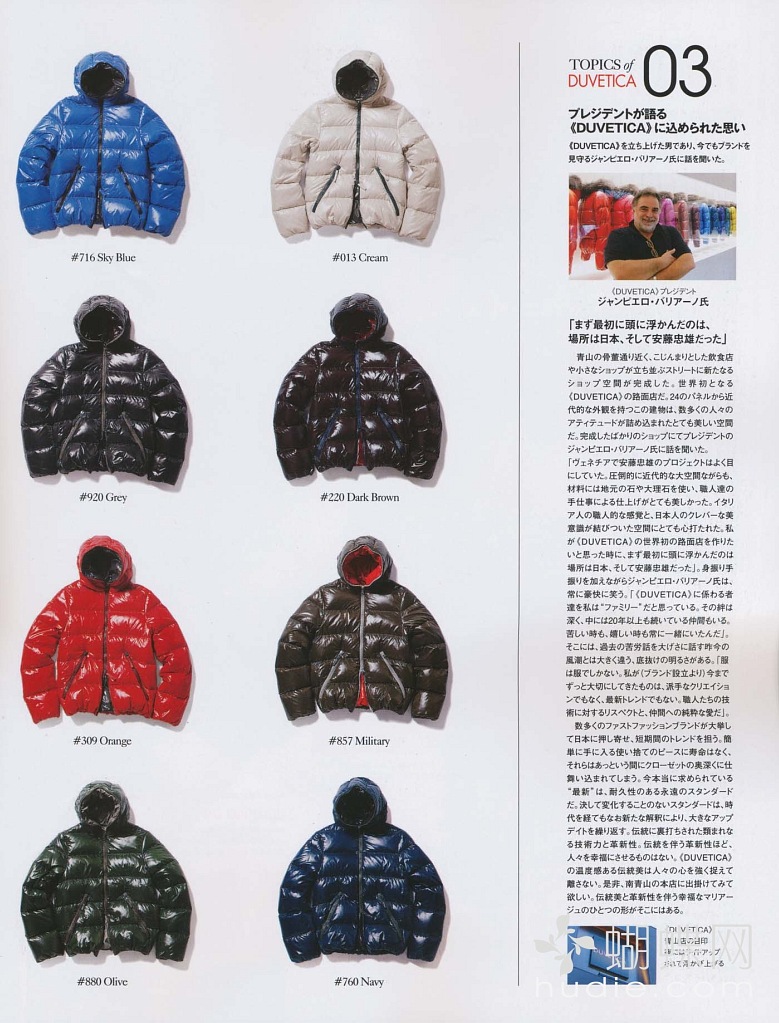 #716 Sky Blue
#013 Cream
#920 Grey
#220 Dark Brown
#309 Orange
#857 Military
#880 Olive
#760 Navy
TOPICS of
DUVETICA 03
プレジデントが語る
《DUVETICA》に込められた思い
《DUVETICA》を立ち上げた男であり、今でもブランドを
見守るジャンピエロ・バリアーノ氏に話を聞いた。
《DUVETICA》プレジデント
ジャンピエロ・バリアーノ氏
「まず最初に頭に浮かんだのは、
場所は日本、そして安藤忠雄だった」
青山の骨董通り近く、こじんまりとした飲食店
や小さなショップが立ち並ぶストリートに新たなる
ショップ空間が完成した。世界初となる
《DUVETICA》の路面店だ。24のパネルから近
代的な外観を持つこの建物は、数多くの人々の
アティテュードが詰め込まれたとても美しい空間
だ。完成したばかりのショップにてプレジデントの
ジャンピエロ・バリアーノ氏に話を聞いた。
「ヴェネチアで安藤忠雄のプロジェクトはよく目
にしていた。圧倒的に近代的な大空間ながらも、
材料には地元の石や大理石を使い、職人達の
手仕事による仕上げがとても美しかった。イタリ
ア人の職人的な感覚と、日本人のクレバーな美
意識が結びついた空間にとても心打たれた。私
が《DUVETICA》の世界初の路面店を作りた
いと思った時に、まず最初に頭に浮かんだのは
場所は日本、そして安藤忠雄だった」。身振り手
振りを加えながらジャンピエロ・バリアーノ氏は、
常に豪快に笑う。「《DUVETICA》に係わる者
達を私は“ファミリー”だと思っている。その絆は
深く、中には20年以上も続いている仲間もいる。
苦しい時も、嬉しい時も常に一緒にいたんだ」。
そこには、過去の苦労話を大げさに話す昨今の
風潮とは大きく違う、底抜けの明るさがある。「服
は服でしかない。私が（ブランド設立より）今まで
ずっと大切にしてきたものは、派手なクリエイショ
ンでもなく、最新トレンドでもない。職人たちの技
術に対するリスペクトと、仲間への純粋な愛だ」。
数多くのファストファッションブランドが大挙し
て日本に押し寄せ、短期間のトレンドを担う。簡
単に手に入る使い捨てのピースに寿命はなく、
それらはあっという間にクローゼットの奥深くに仕
舞い込まれてしまう。今本当に求められている
“最新”は、耐久性のある永遠のスタンダード
だ。決して変化することのないスタンダードは、時
代を経てもなお新たな解釈により、大きなアップ
デイトを繰り返す。伝統に裏打ちされた類まれな
る技術力と革新性。伝統を伴う革新性ほど、
人々を幸福にさせるものはない。《DUVETICA》
の温度感ある伝統美は人々の心を強く捉えて
離さない。是非、南青山の本店に出掛けてみて
欲しい。伝統美と革新性を伴う幸福なマリアー
ジュのひとつの形がそこにはある。
《DUVETICA》
青山店の目印
蝴蝶网
hudie.com